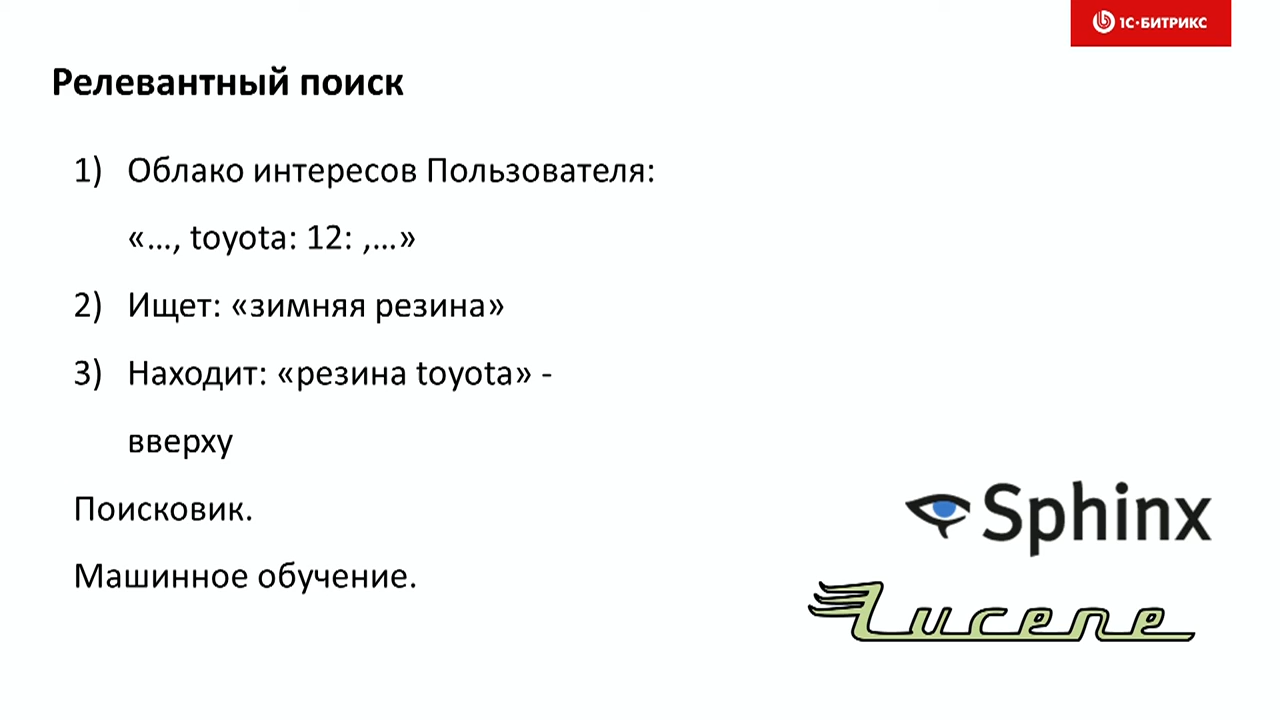 1С·БИТРИКС
Релевантный поиск
1) Облако интересов Пользователя:
«…, toyota: 12: ,…»
2) Ищет: «зимняя резина»
3) Находит: «резина toyota» -
вверху
Поисковик.
Машинное обучение.
Sphinx
Lucene